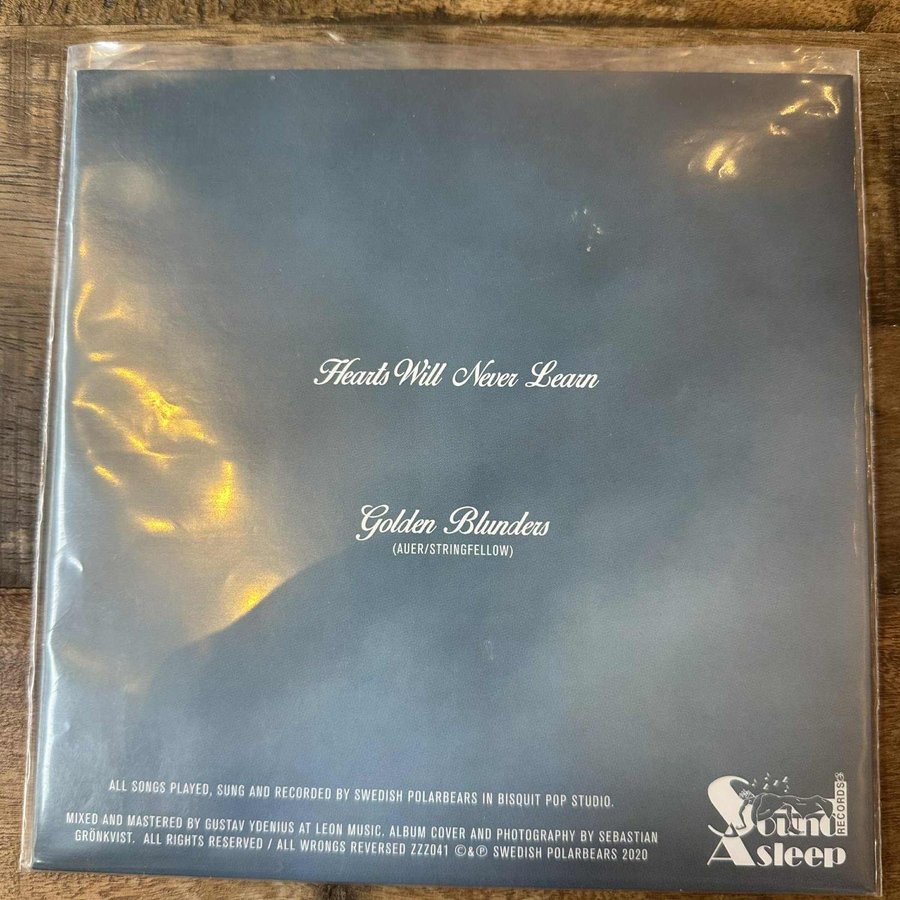 Hearts Will Never Learn
Golden Blunders
(AUER/STRINGFELLOW)
ALL SONGS PLAYED, SUNG AND RECORDED BY SWEDISH POLARBEARS IN BISQUIT POP STUDIO.
MIXED AND MASTERED BY GUSTAV YDENIUS AT LEON MUSIC. ALBUM COVER AND PHOTOGRAPHY BY SEBASTIAN
GRÖNKVIST. ALL RIGHTS RESERVED / ALL WRONGS REVERSED ZZZ041 ©&℗ SWEDISH POLARBEARS 2020
Sound
Asleep
RECORDS